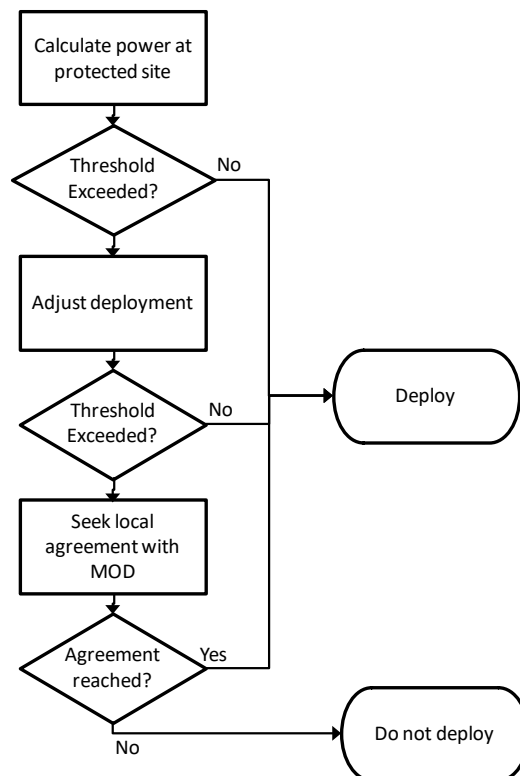 Calculate power at
protected site
Threshold
Exceeded?
No
Adjust deployment
Threshold
Exceeded?
No
Deploy
Seek local
agreement with
MOD
Agreement
reached?
Yes
No
Do not deploy